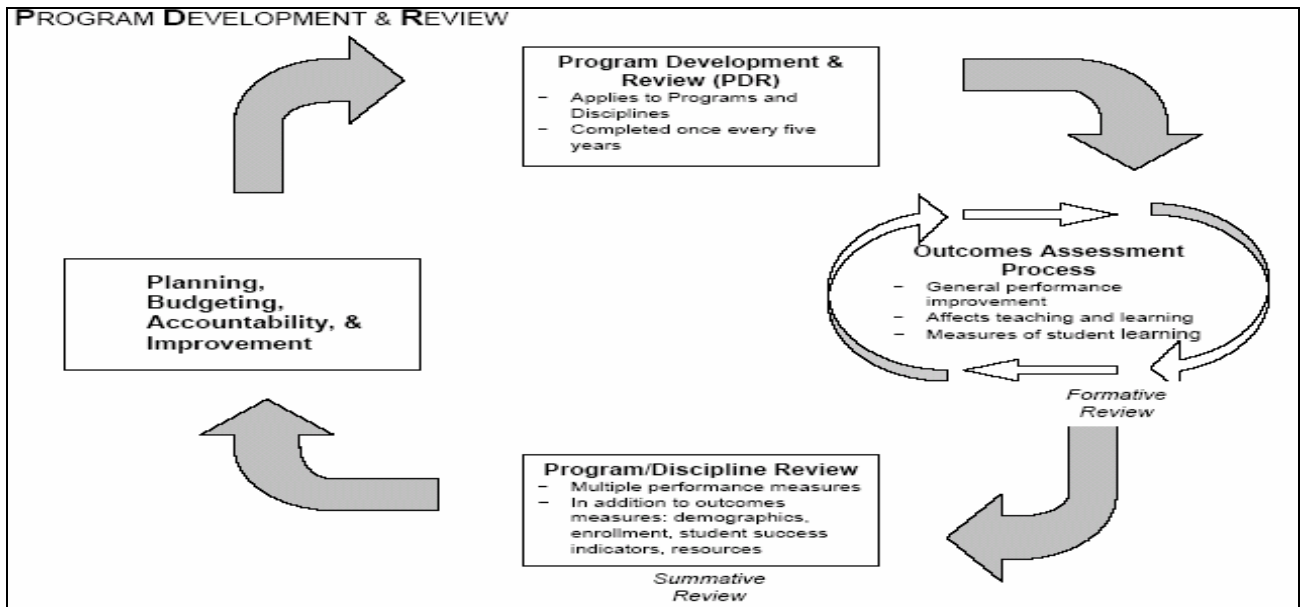 PROGRAM DEVELOPMENT & REVIEW
Program Development &
Review (PDR)
− Applies to Programs and
Disciplines
− Completed once every five
years
Outcomes Assessment
Process
− General performance
improvement
− Affects teaching and learning
− Measures of student learning
Formative
Review
Program/Discipline Review
− Multiple performance measures
− In addition to outcomes
measures: demographics,
enrollment, student success
indicators, resources
Summative
Review
Planning,
Budgeting,
Accountability, &
Improvement